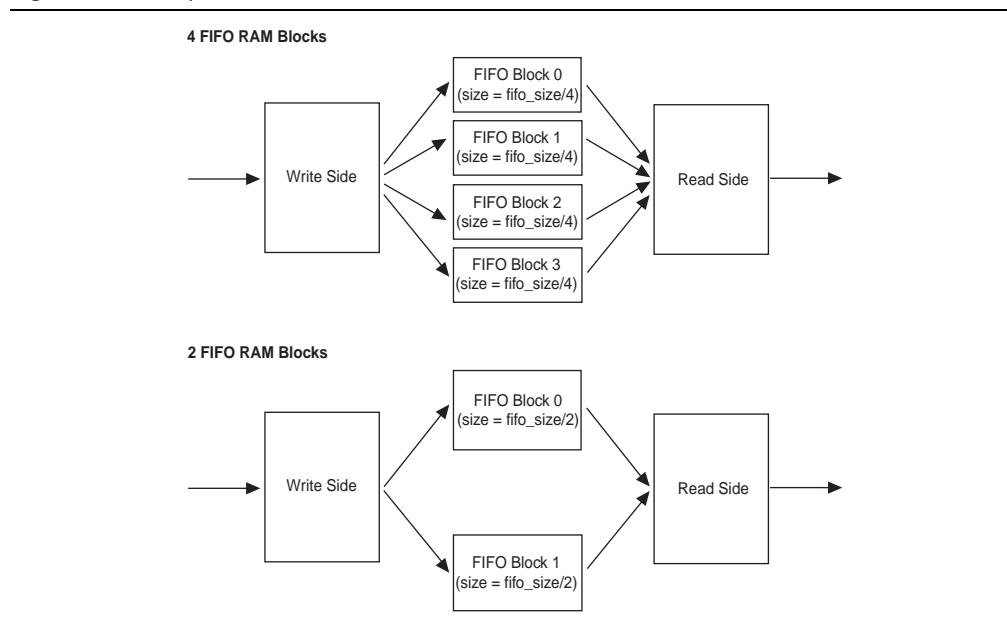 4 FIFO RAM Blocks
FIFO Block 0
(size = fifo_size/4)
FIFO Block 1
(size = fifo_size/4)
Write Side
Read Side
FIFO Block 2
(size = fifo_size/4)
FIFO Block 3
(size = fifo_size/4)
2 FIFO RAM Blocks
FIFO Block 0
(size = fifo_size/2)
Write Side
Read Side
FIFO Block 1
(size = fifo_size/2)